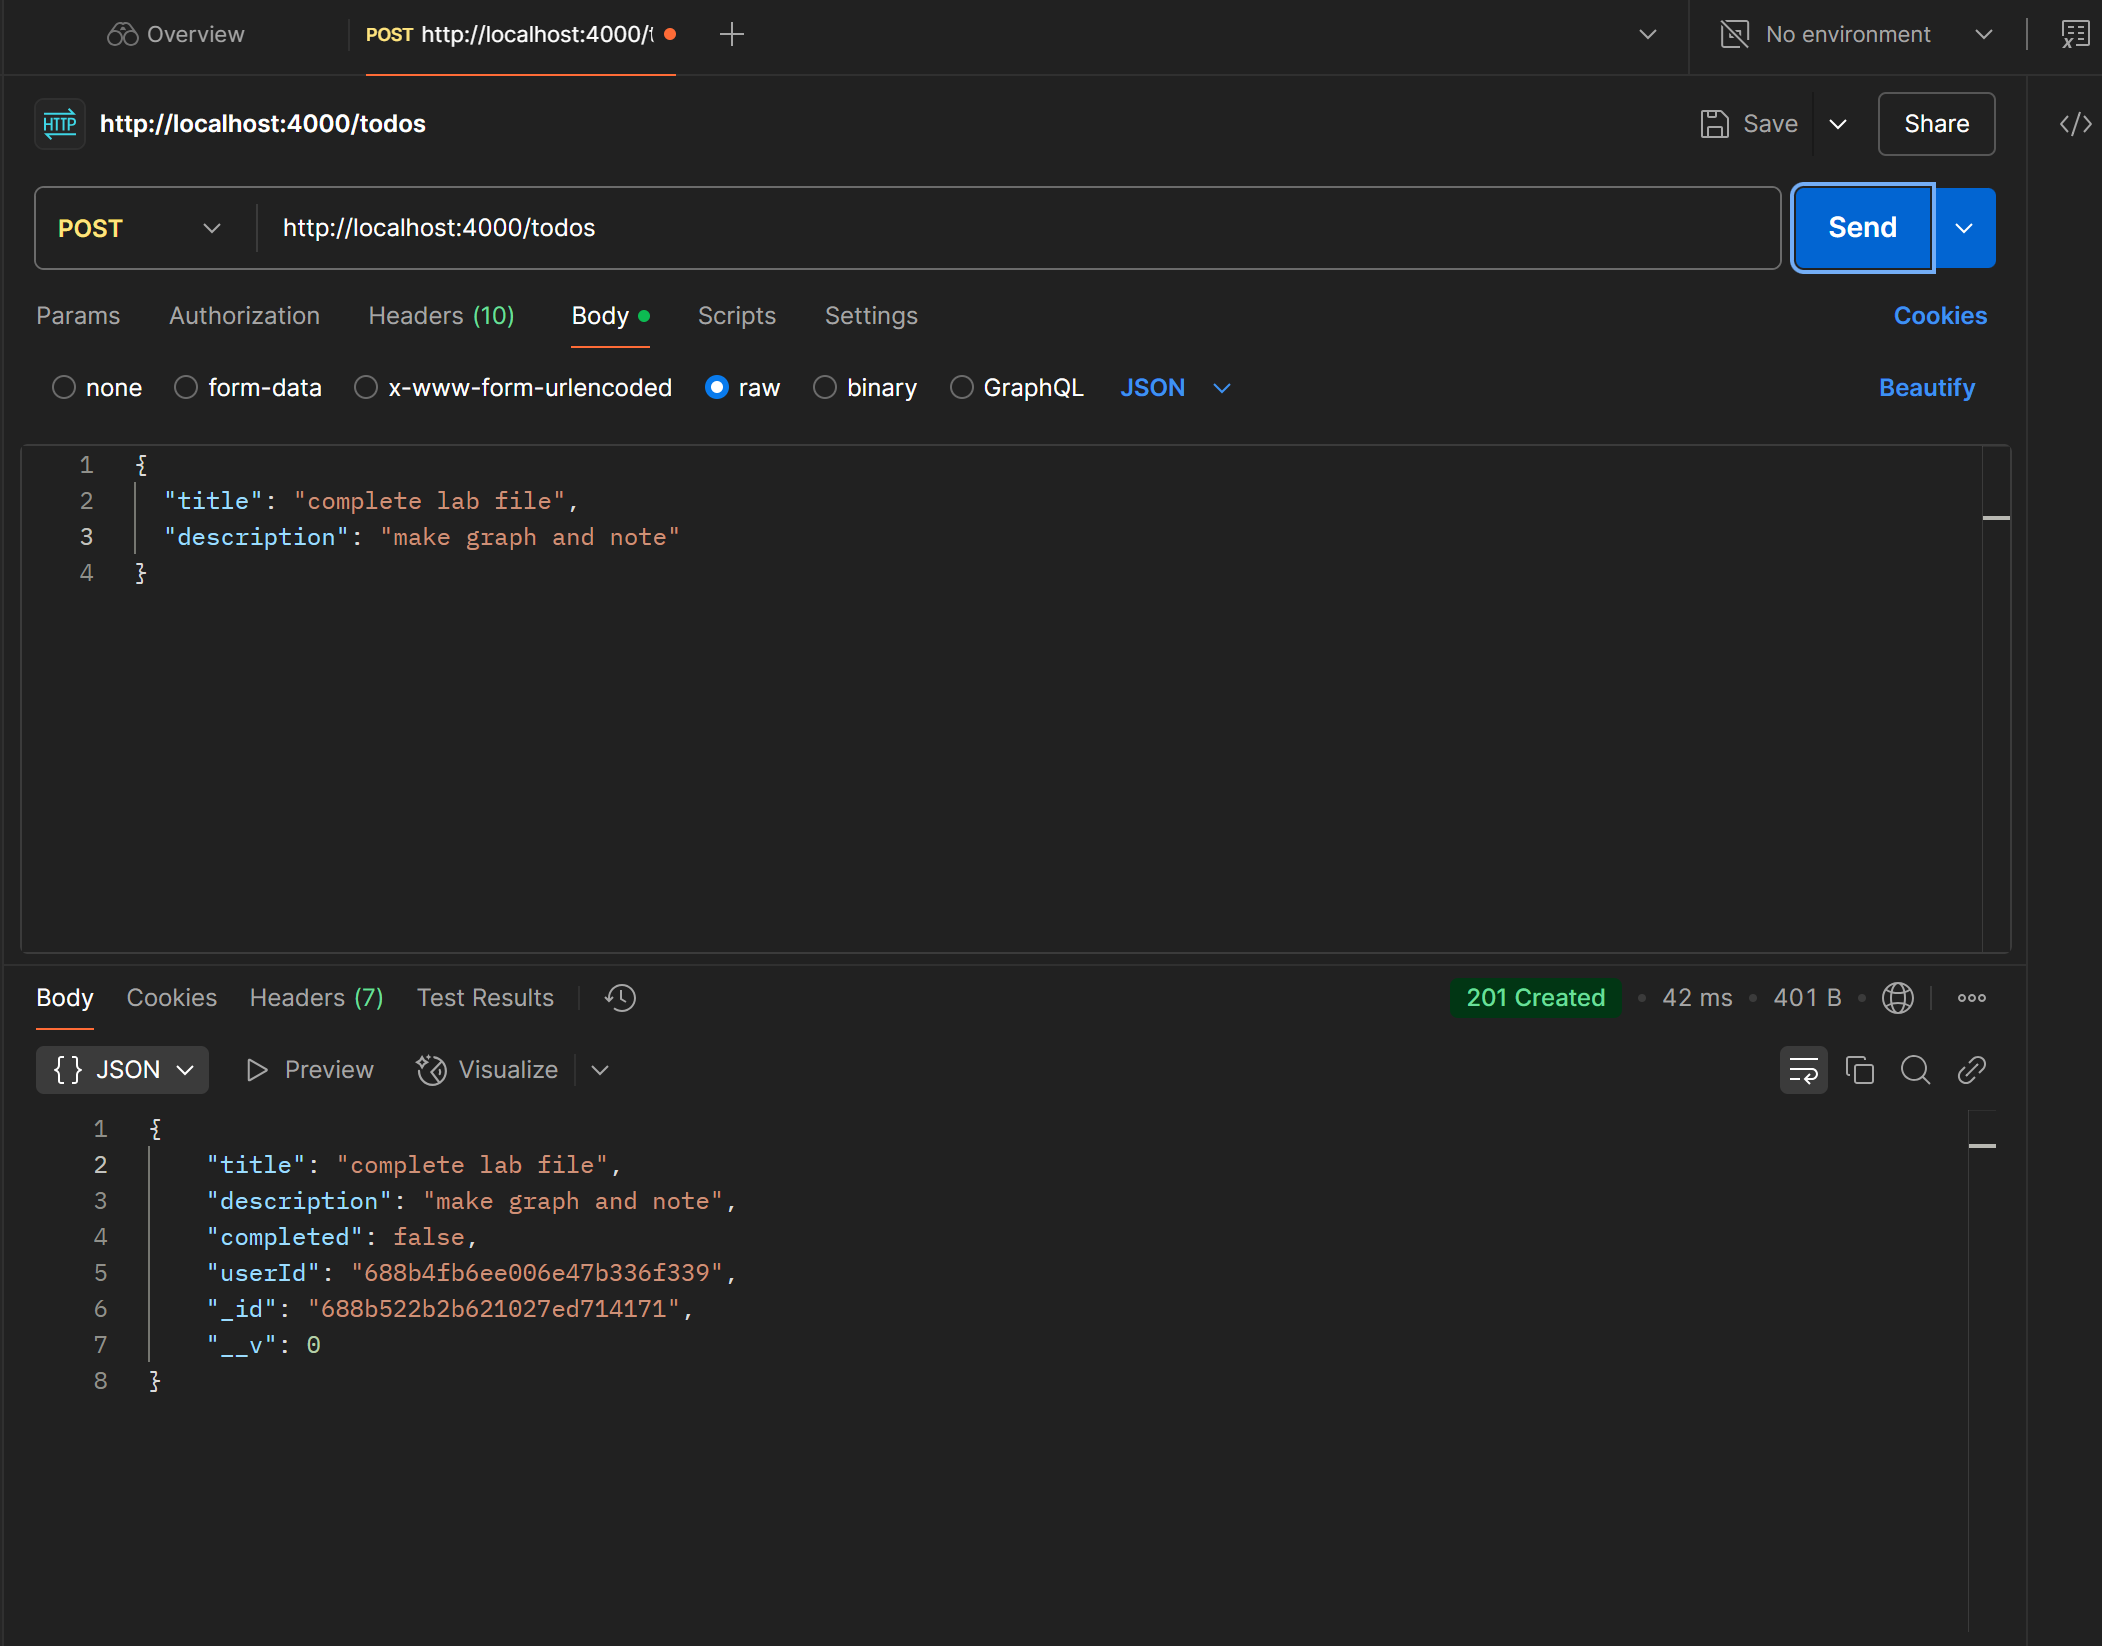 Overview
POST http://localhost:4000/t
No environment
HTTP http://localhost:4000/todos
Save
Share
POST http://localhost:4000/todos
Send
Params Authorization Headers (10) Body Scripts Settings Cookies
none form-data x-www-form-urlencoded raw binary GraphQL JSON Beautify
1 {
2 "title": "complete lab file",
3 "description": "make graph and note"
4 }
Body Cookies Headers (7) Test Results 201 Created • 42 ms • 401 B
{} JSON Preview Visualize
1 {
2 "title": "complete lab file",
3 "description": "make graph and note",
4 "completed": false,
5 "userId": "688b4fb6ee006e47b336f339",
6 "_id": "688b522b2b621027ed714171",
7 "__v": 0
8 }